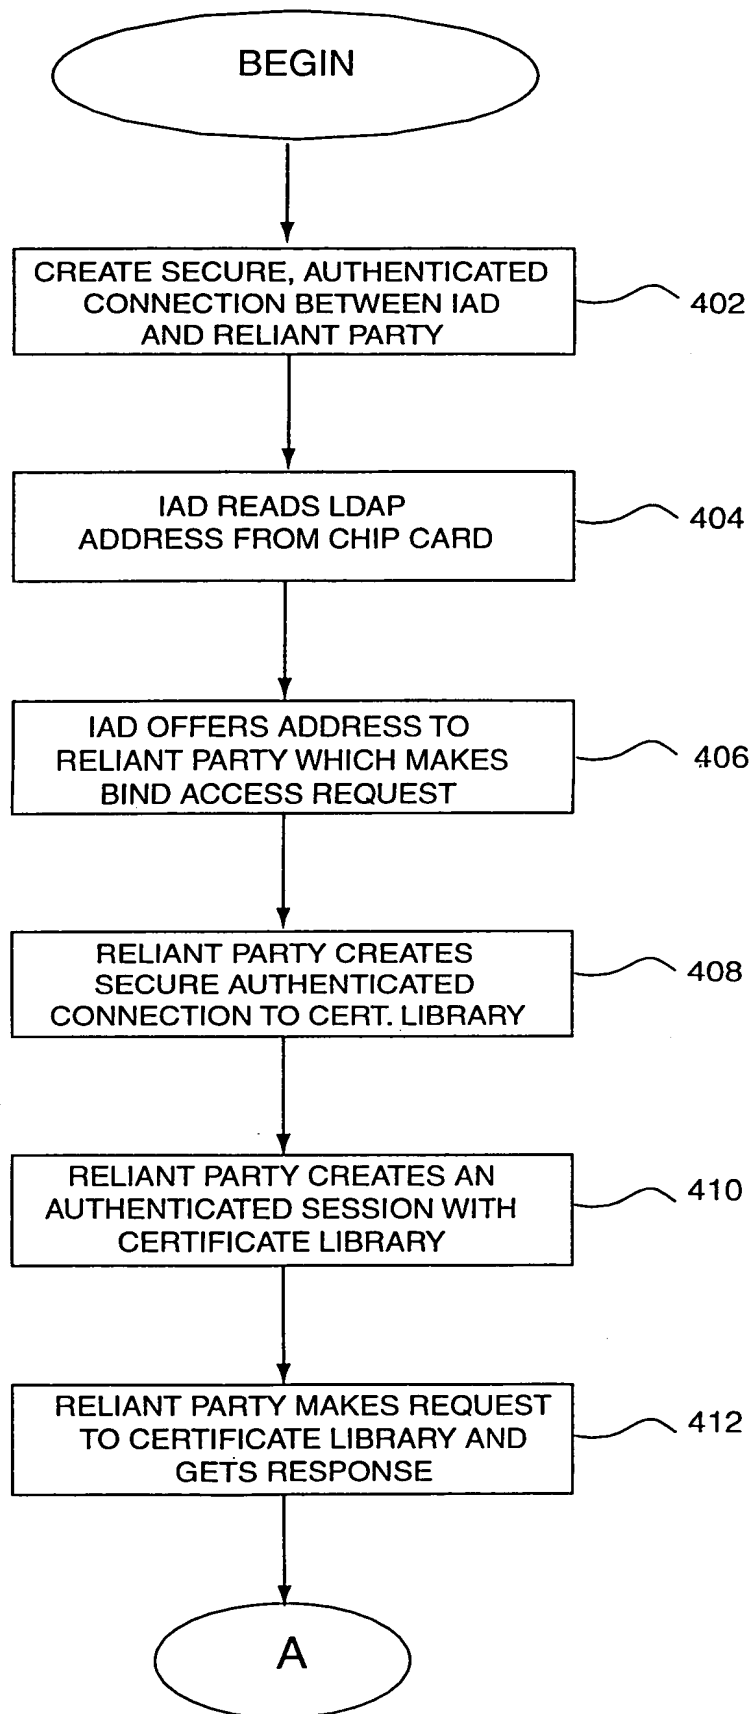 BEGIN
CREATE SECURE, AUTHENTICATED
CONNECTION BETWEEN IAD
AND RELIANT PARTY
402
IAD READS LDAP
ADDRESS FROM CHIP CARD
404
IAD OFFERS ADDRESS TO
RELIANT PARTY WHICH MAKES
BIND ACCESS REQUEST
406
RELIANT PARTY CREATES
SECURE AUTHENTICATED
CONNECTION TO CERT. LIBRARY
408
RELIANT PARTY CREATES AN
AUTHENTICATED SESSION WITH
CERTIFICATE LIBRARY
410
RELIANT PARTY MAKES REQUEST
TO CERTIFICATE LIBRARY AND
GETS RESPONSE
412
A